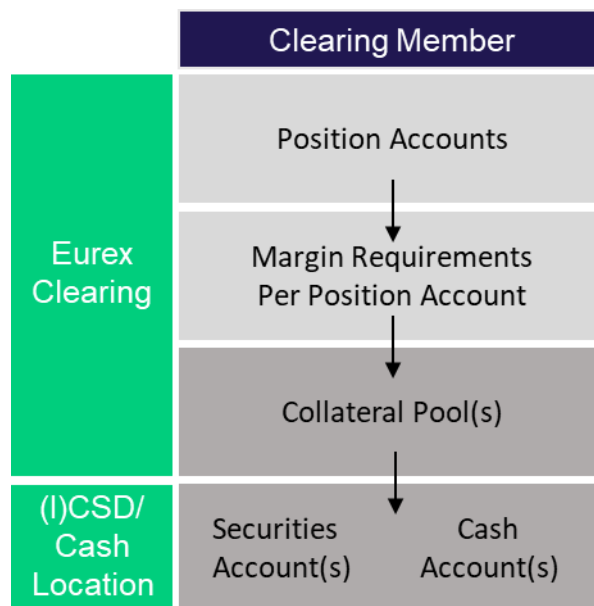 Clearing Member
Eurex
Clearing
Position Accounts
Margin Requirements
Per Position Account
Collateral Pool(s)
(I)CSD/
Cash
Location
Securities
Account(s)
Cash
Account(s)